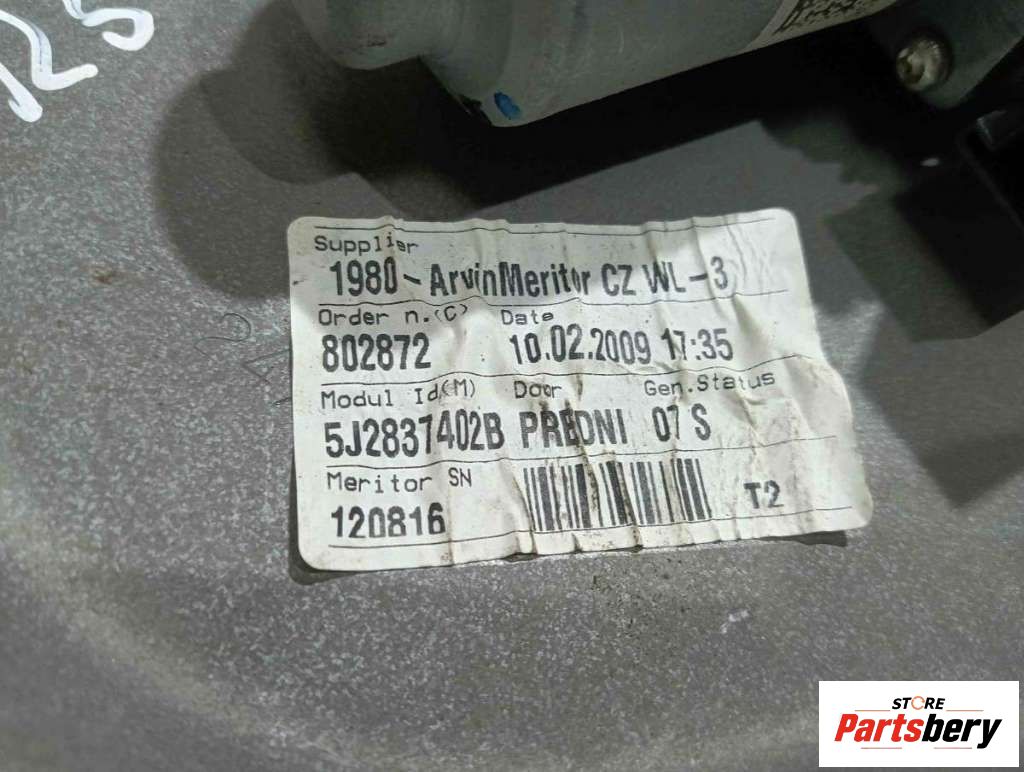 125
Supplier
1980-ArvinMeritor CZ WL-3
Order n.(C) Date
802872 10.02.2009 17:35
Modul Id(M) Door Gen.Status
5J2837402B PREDNI 07 S
Meritor SN
120816 T2
STORE
Partsbery